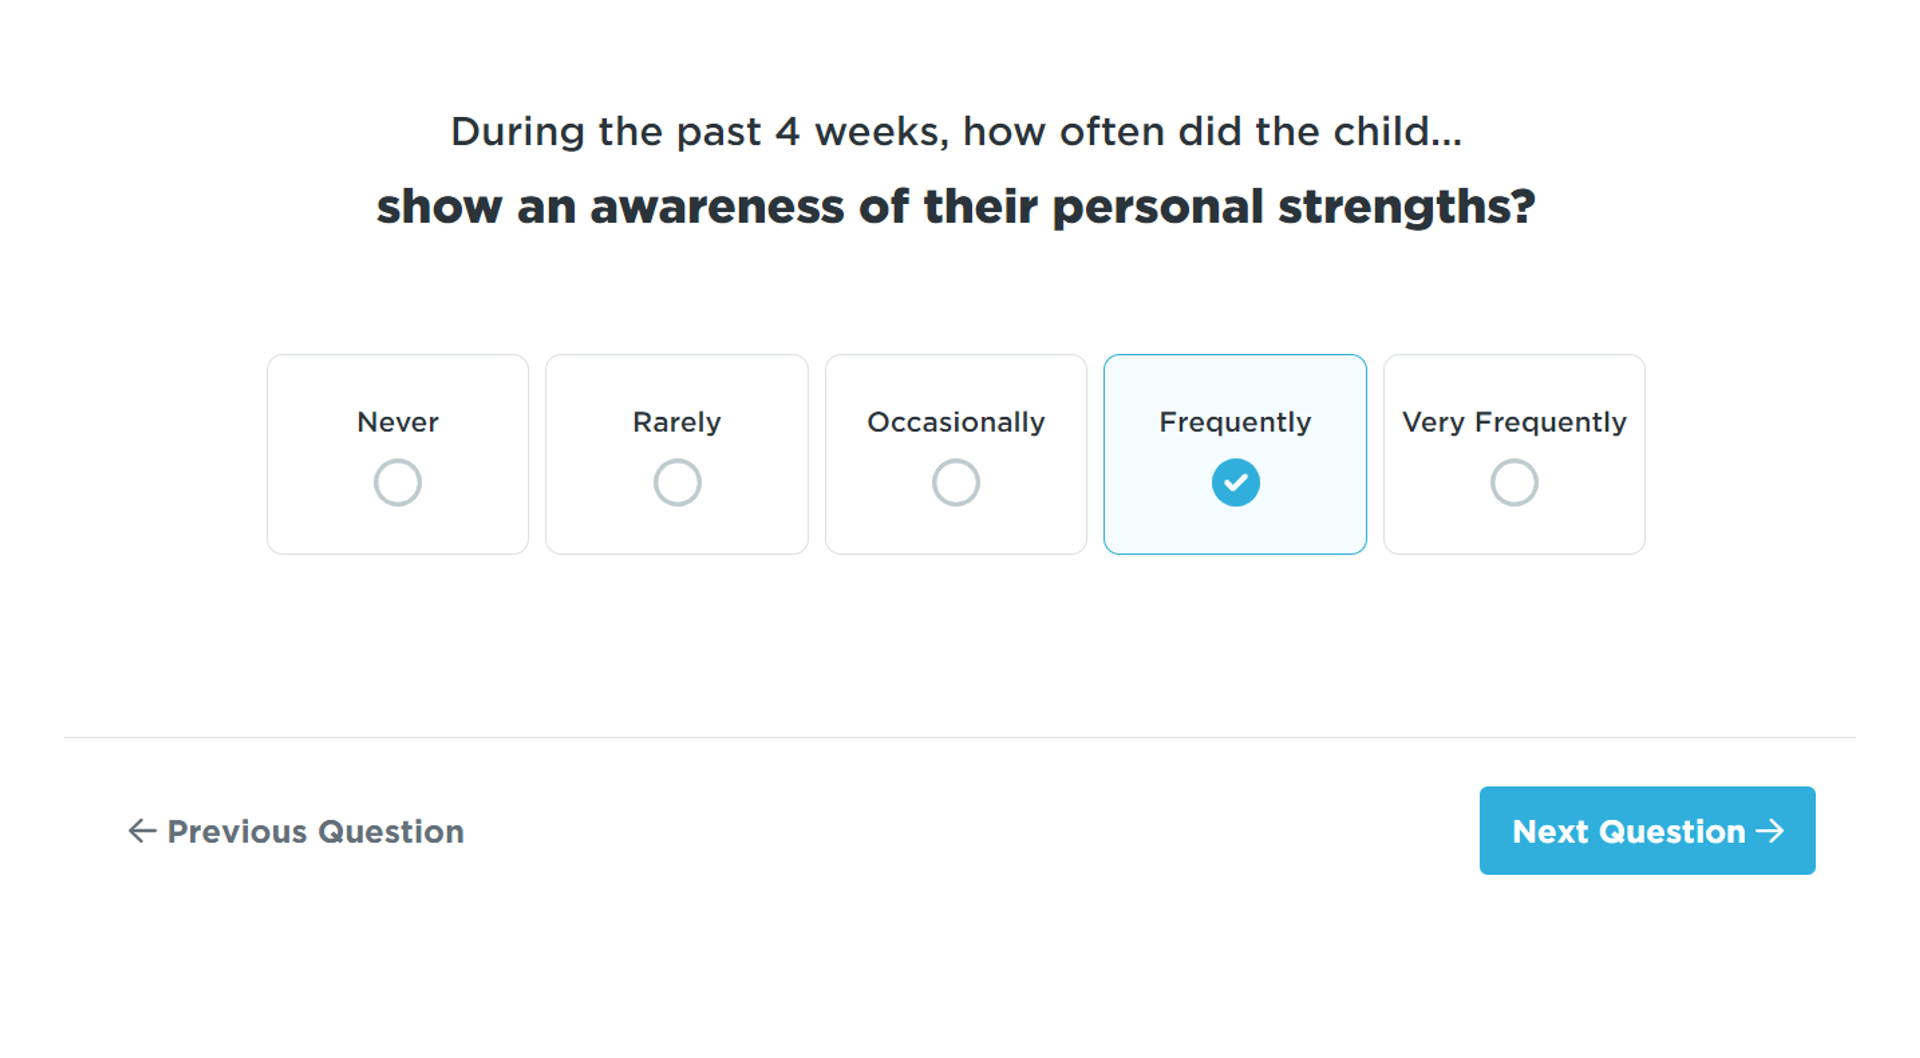 During the past 4 weeks, how often did the child...
show an awareness of their personal strengths?
Never
Rarely
Occasionally
Frequently
Very Frequently
← Previous Question
Next Question →